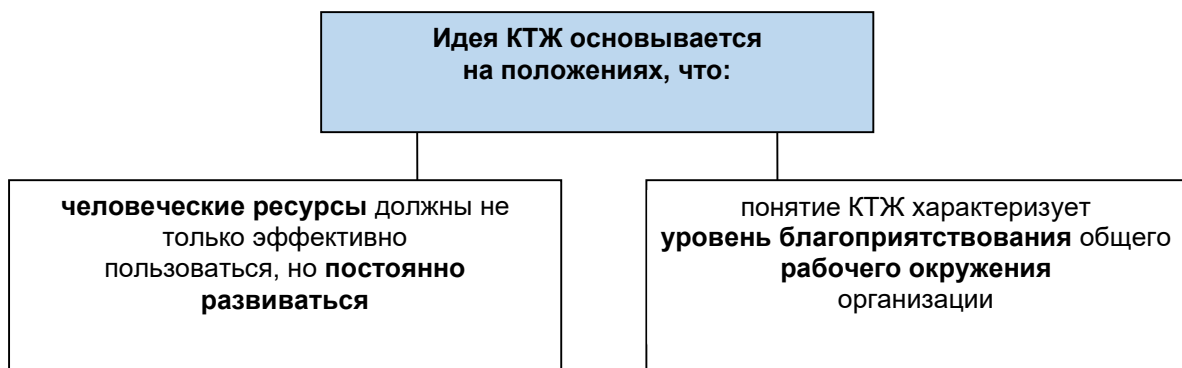 Идея КТЖ основывается
на положениях, что:
человеческие ресурсы должны не
только эффективно
пользоваться, но постоянно
развиваться
понятие КТЖ характеризует
уровень благоприятствования общего
рабочего окружения
организации